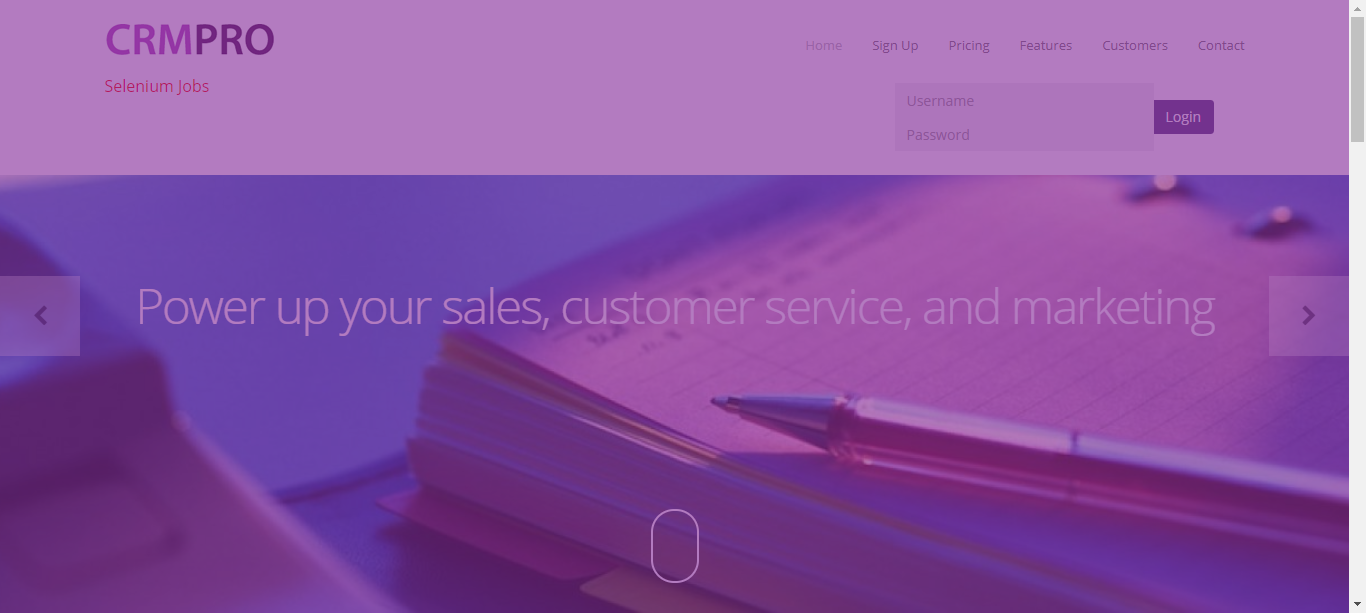 CRMPRO
Home Sign Up Pricing Features Customers Contact
Selenium Jobs
Username
Login
Password
Power up your sales, customer service, and marketing